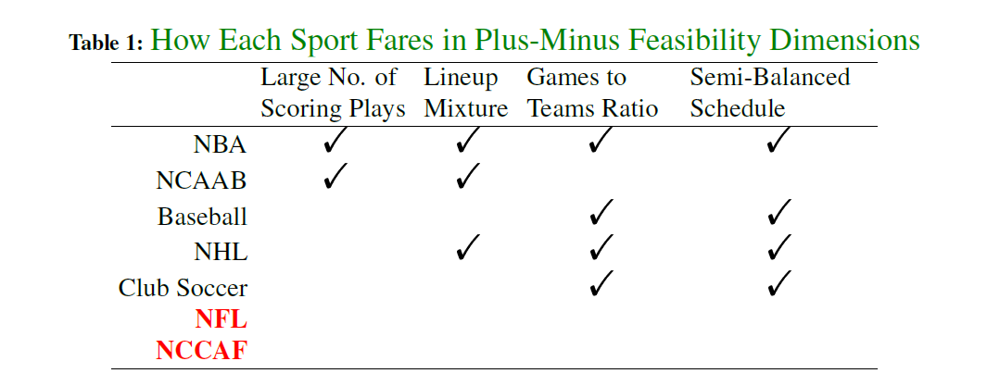 Table 1: How Each Sport Fares in Plus-Minus Feasibility Dimensions
Large No. of Lineup Games to Semi-Balanced
Scoring Plays Mixture Teams Ratio Schedule
NBA ✓ ✓ ✓ ✓
NCAAB ✓ ✓
Baseball ✓ ✓
NHL ✓ ✓ ✓
Club Soccer ✓ ✓
NFL
NCCAF